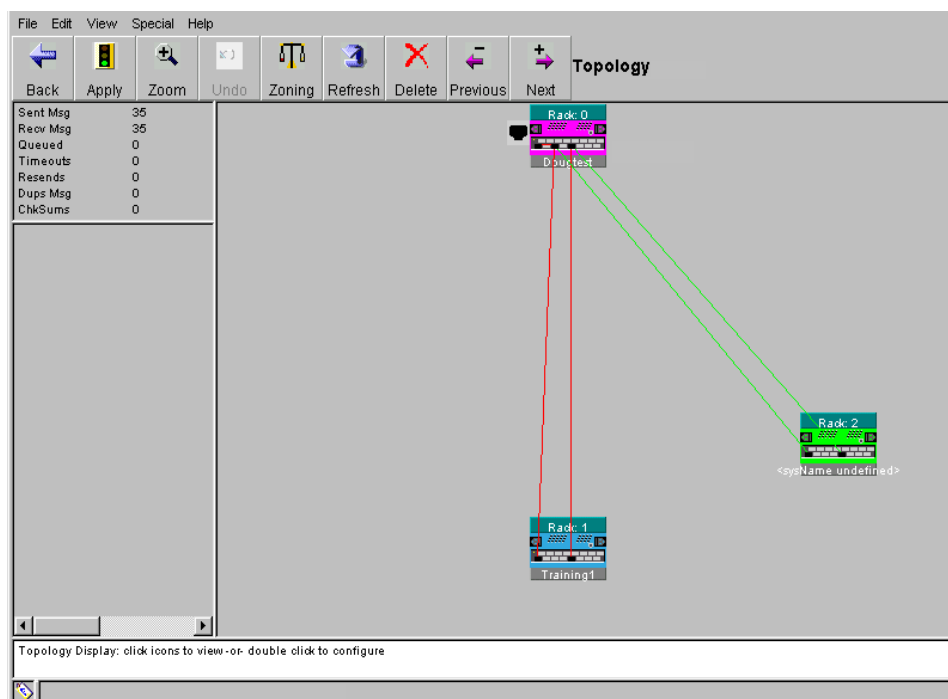 File Edit View Special Help
Back Apply Zoom Undo Zoning Refresh Delete Previous Next
Topology
Sent Msg 35
Recv Msg 35
Queued 0
Timeouts 0
Resends 0
Dups Msg 0
ChkSums 0
Rack: 0
Dougtest
Rack: 2
<sysName undefined>
Rack: 1
Training1
Topology Display: click icons to view -or- double click to configure